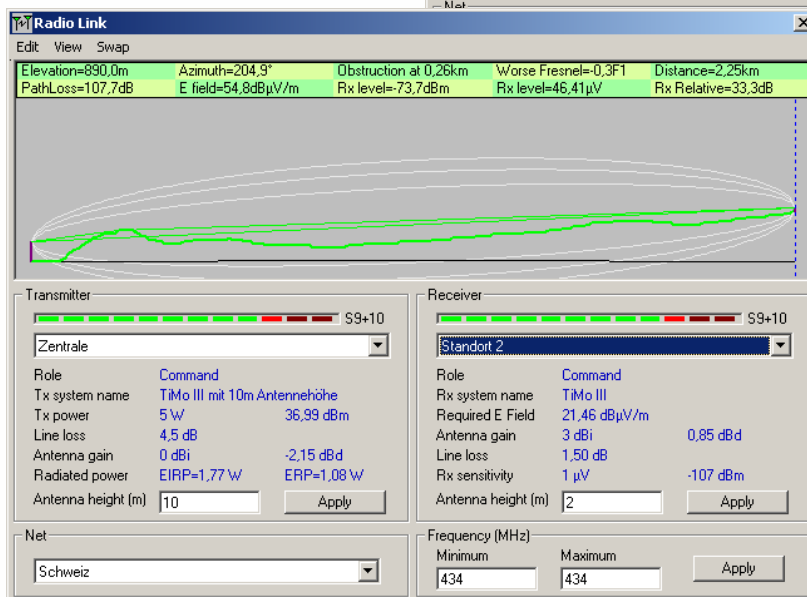 Net
Radio Link
Edit View Swap
Elevation=890,0m Azimuth=204,9° Obstruction at 0,26km Worse Fresnel=-0,3F1 Distance=2,25km
PathLoss=107,7dB E field=54,8dBµV/m Rx level=-73,7dBm Rx level=46,41µV Rx Relative=33,3dB
Transmitter
S9+10
Zentrale
Role Command
Tx system name TiMo III mit 10m Antennehöhe
Tx power 5 W 36,99 dBm
Line loss 4,5 dB
Antenna gain 0 dBi -2,15 dBd
Radiated power EIRP=1,77 W ERP=1,08 W
Antenna height (m) 10 Apply
Receiver
S9+10
Standort 2
Role Command
Rx system name TiMo III
Required E Field 21,46 dBµV/m
Antenna gain 3 dBi 0,85 dBd
Line loss 1,50 dB
Rx sensitivity 1 µV -107 dBm
Antenna height (m) 2 Apply
Net
Schweiz
Frequency (MHz)
Minimum Maximum
434 434 Apply